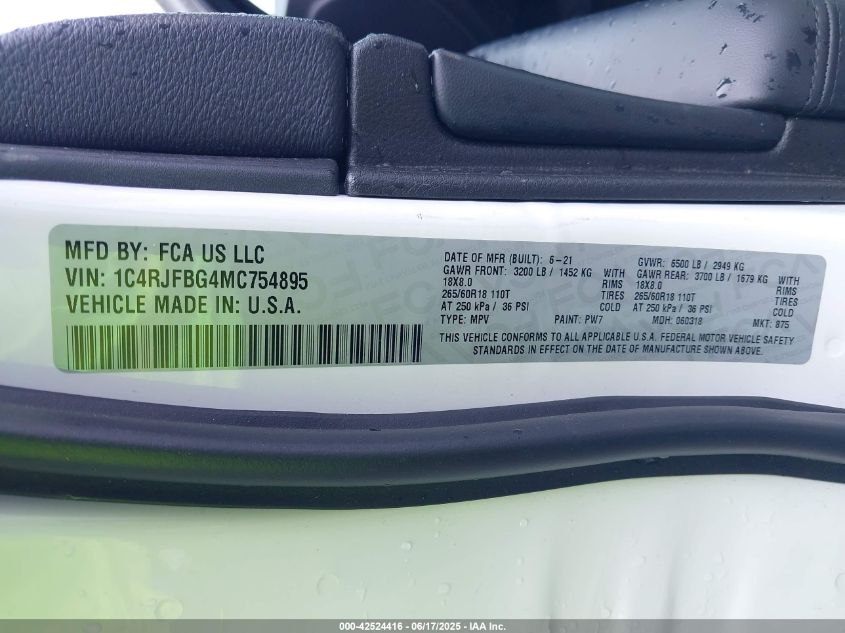 MFD BY: FCA US LLC
VIN: 1C4RJFBG4MC754895
VEHICLE MADE IN: U.S.A.
DATE OF MFR (BUILT): 6-21 GVWR: 6500 LB / 2949 KG
GAWR FRONT: 3200 LB / 1452 KG WITH GAWR REAR: 3700 LB / 1679 KG WITH
18X8.0 RIMS 18X8.0 RIMS
265/60R18 110T TIRES 265/60R18 110T TIRES
AT 250 kPa / 36 PSI COLD AT 250 kPa / 36 PSI COLD
TYPE: MPV PAINT: PW7 MDH: 060318 MKT: 875
THIS VEHICLE CONFORMS TO ALL APPLICABLE U.S.A. FEDERAL MOTOR VEHICLE SAFETY
STANDARDS IN EFFECT ON THE DATE OF MANUFACTURE SHOWN ABOVE.
000-42524416 - 06/17/2025 - IAA Inc.